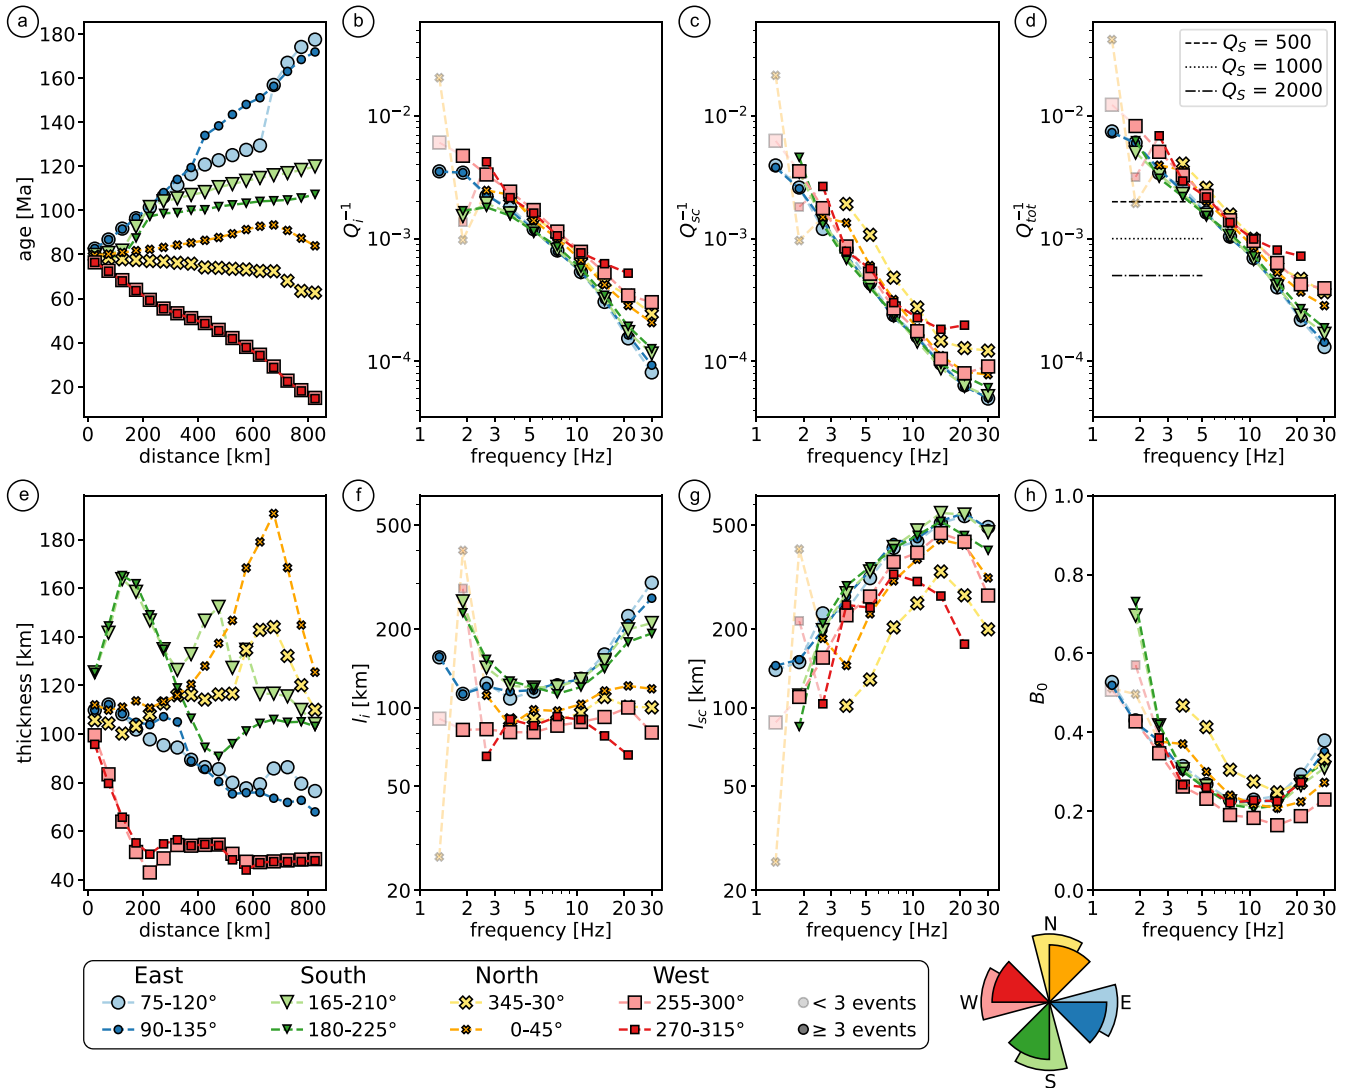 a
b
c
d
180
160
140
120
100
80
60
40
20
age [Ma]
0 200 400 600 800
distance [km]
10⁻²
10⁻³
10⁻⁴
Q_i⁻¹
1 2 3 5 10 20 30
frequency [Hz]
10⁻²
10⁻³
10⁻⁴
Q_sc⁻¹
1 2 3 5 10 20 30
frequency [Hz]
10⁻²
10⁻³
10⁻⁴
Q_tot⁻¹
Q_S = 500
Q_S = 1000
Q_S = 2000
1 2 3 5 10 20 30
frequency [Hz]
e
f
g
h
180
160
140
120
100
80
60
40
thickness [km]
0 200 400 600 800
distance [km]
500
200
100
50
20
l_i [km]
1 2 3 5 10 20 30
frequency [Hz]
500
200
100
50
20
l_sc [km]
1 2 3 5 10 20 30
frequency [Hz]
1.0
0.8
0.6
0.4
0.2
0.0
B_0
1 2 3 5 10 20 30
frequency [Hz]
East South North West
75-120° 165-210° 345-30° 255-300° < 3 events
90-135° 180-225° 0-45° 270-315° ≥ 3 events
N
W
E
S